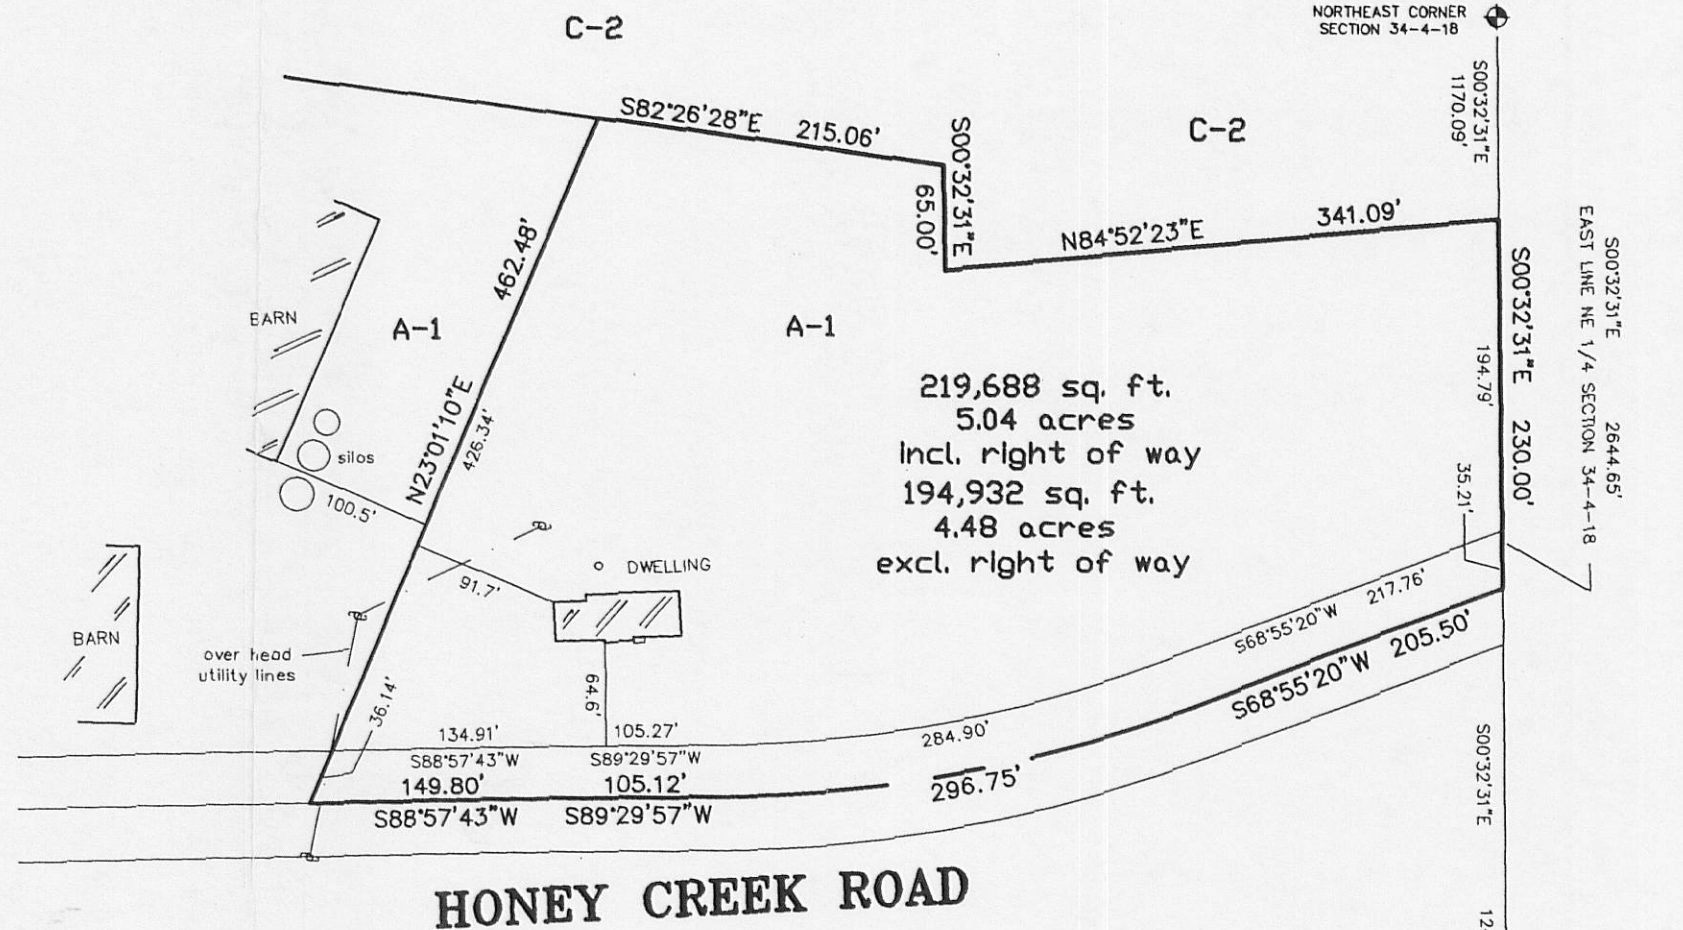 C-2
NORTHEAST CORNER
SECTION 34-4-18
S00°32'31"E
1170.09'
S82°26'28"E 215.06'
S00°32'31"E
65.00'
C-2
N84°52'23"E 341.09'
S00°32'31"E 230.00'
194.79'
35.21'
S00°32'31"E 2644.65'
EAST LINE NE 1/4 SECTION 34-4-18
462.48'
N23°01'10"E
426.34'
BARN
A-1
A-1
219,688 sq. ft.
5.04 acres
incl. right of way
194,932 sq. ft.
4.48 acres
excl. right of way
silos
100.5'
DWELLING
91.7'
BARN
over head
utility lines
36.14'
64.6'
S68°55'20"W 217.76'
S68°55'20"W 205.50'
134.91'
S88°57'43"W
149.80'
S88°57'43"W
105.27'
S89°29'57"W
105.12'
S89°29'57"W
284.90'
296.75'
S00°32'31"E
HONEY CREEK ROAD